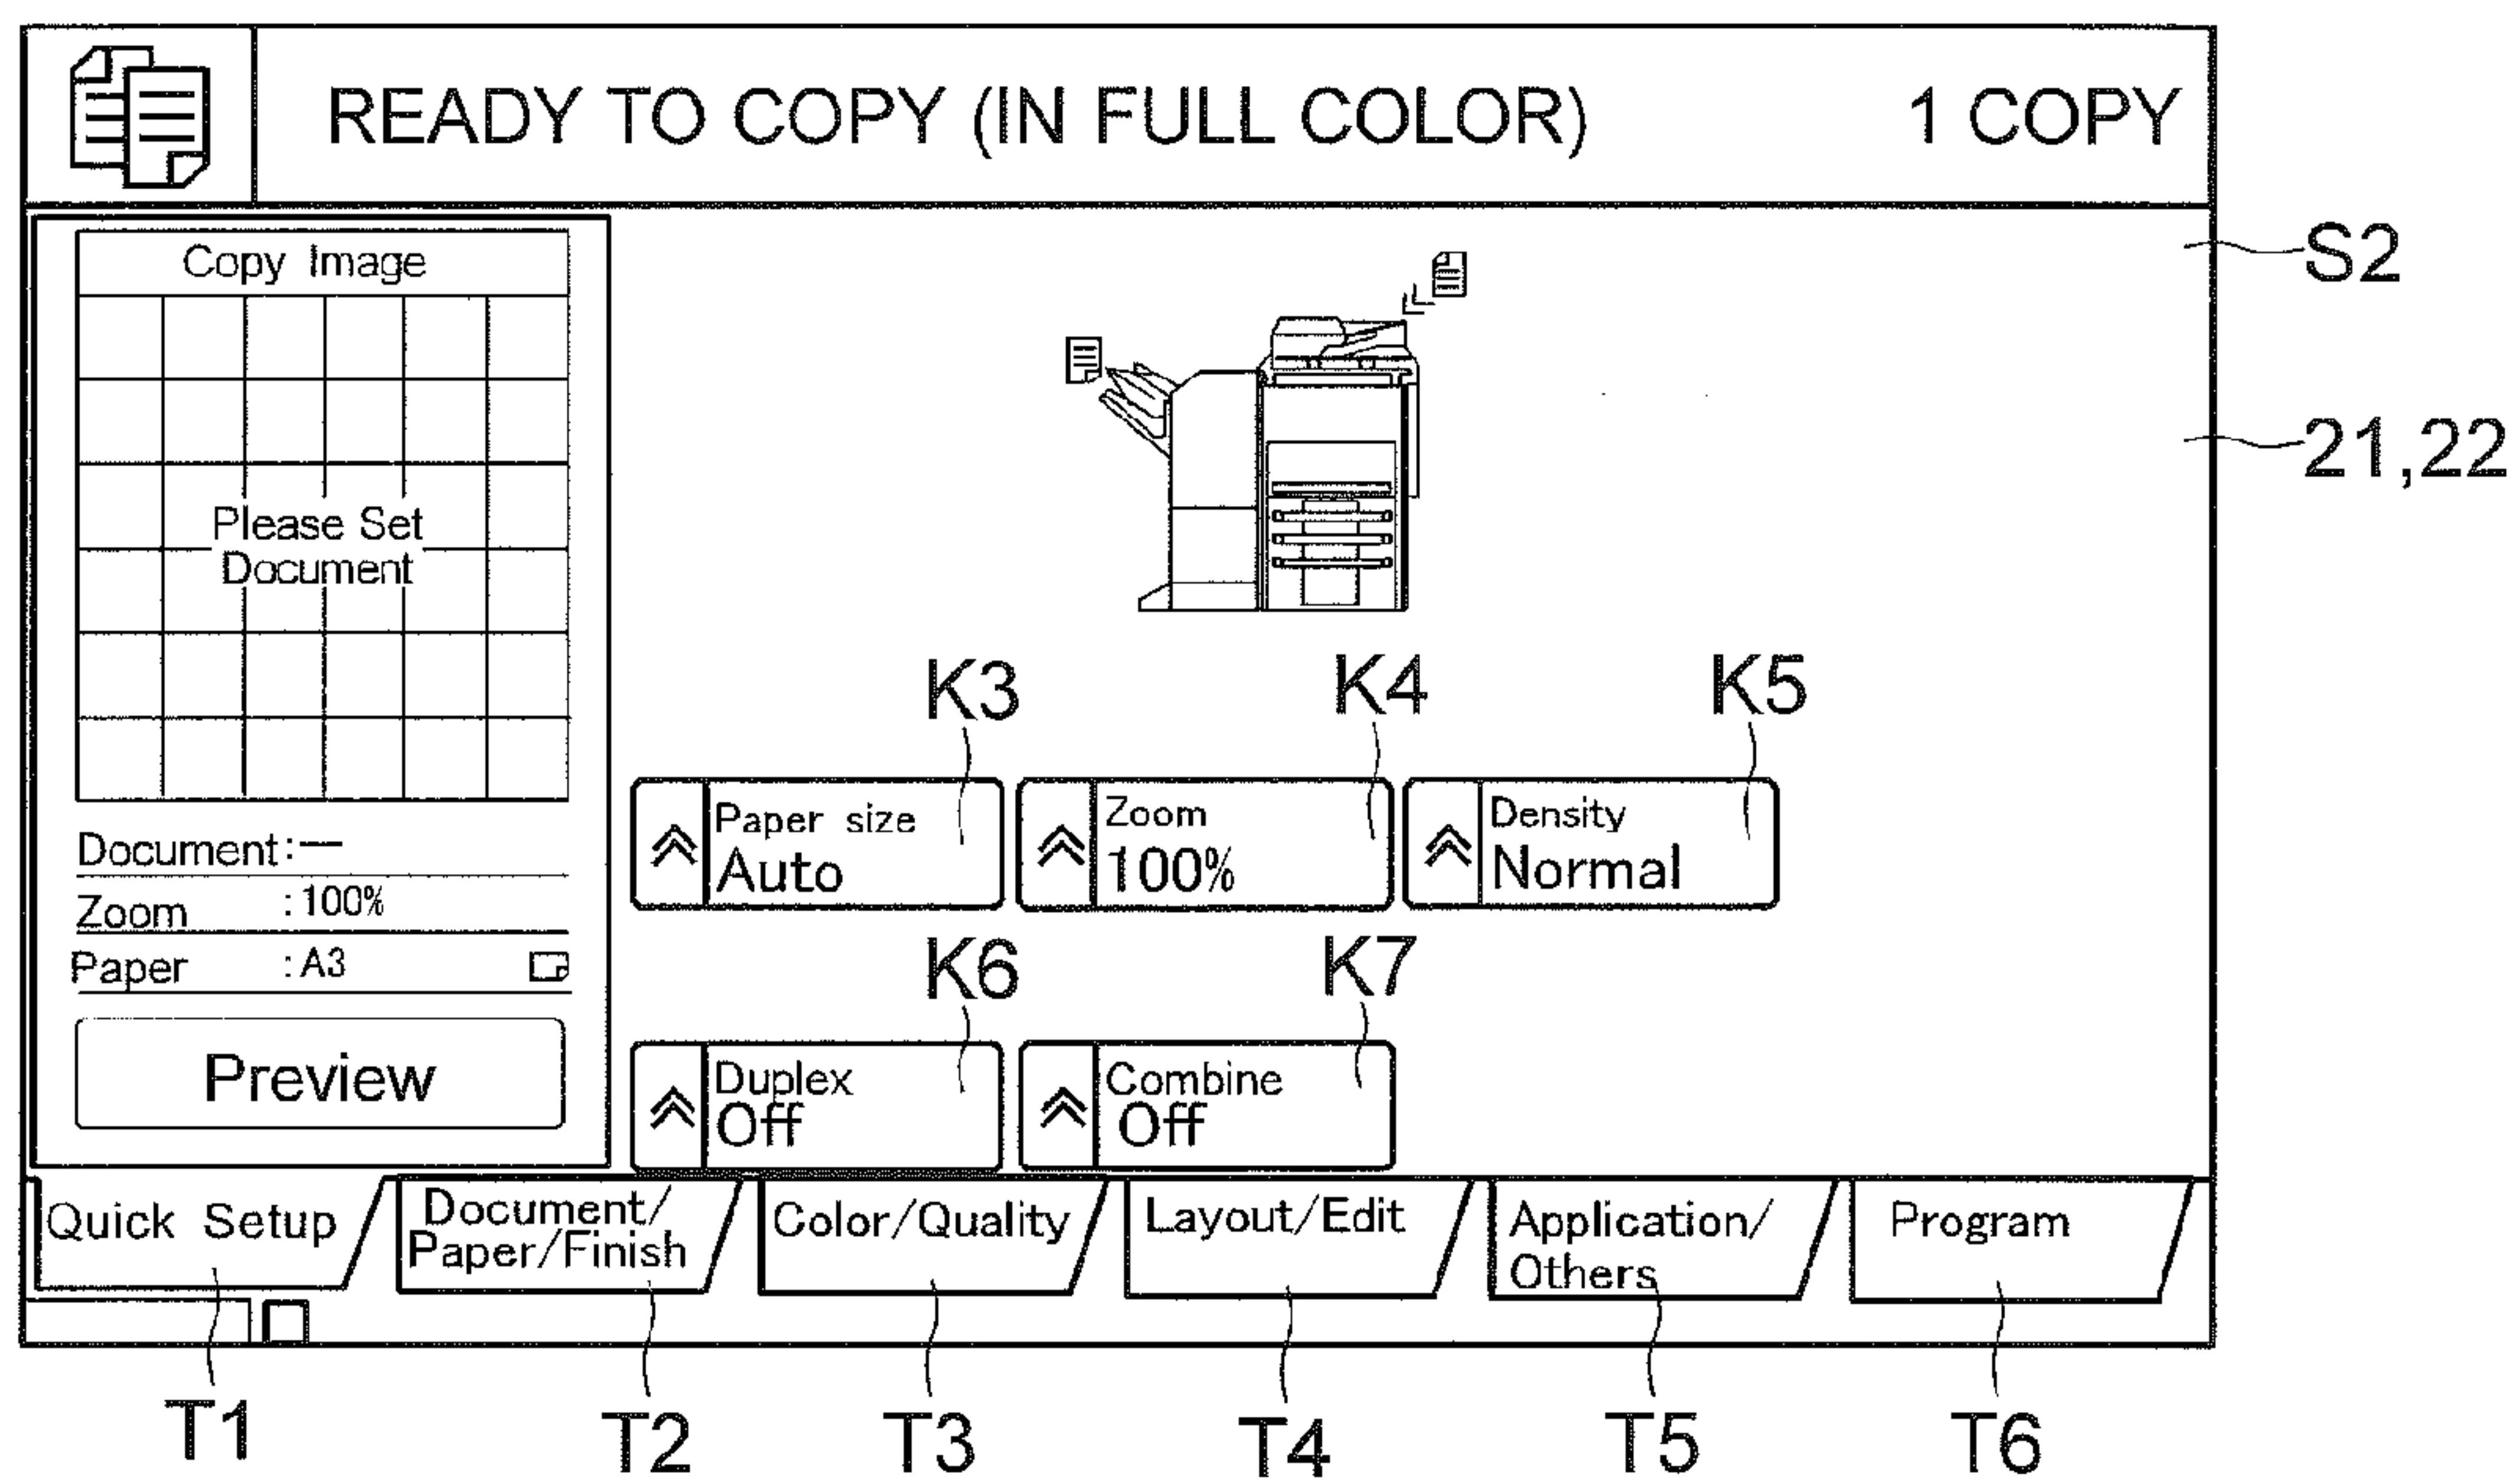 READY TO COPY (IN FULL COLOR) 1 COPY
Copy Image
Please Set
Document
Document:—
Zoom :100%
Paper :A3
Preview
S2
21,22
K3 K4 K5
Paper size
Auto
Zoom
100%
Density
Normal
K6 K7
Duplex
Off
Combine
Off
Quick Setup
Document/
Paper/Finish
Color/Quality
Layout/Edit
Application/
Others
Program
T1 T2 T3 T4 T5 T6